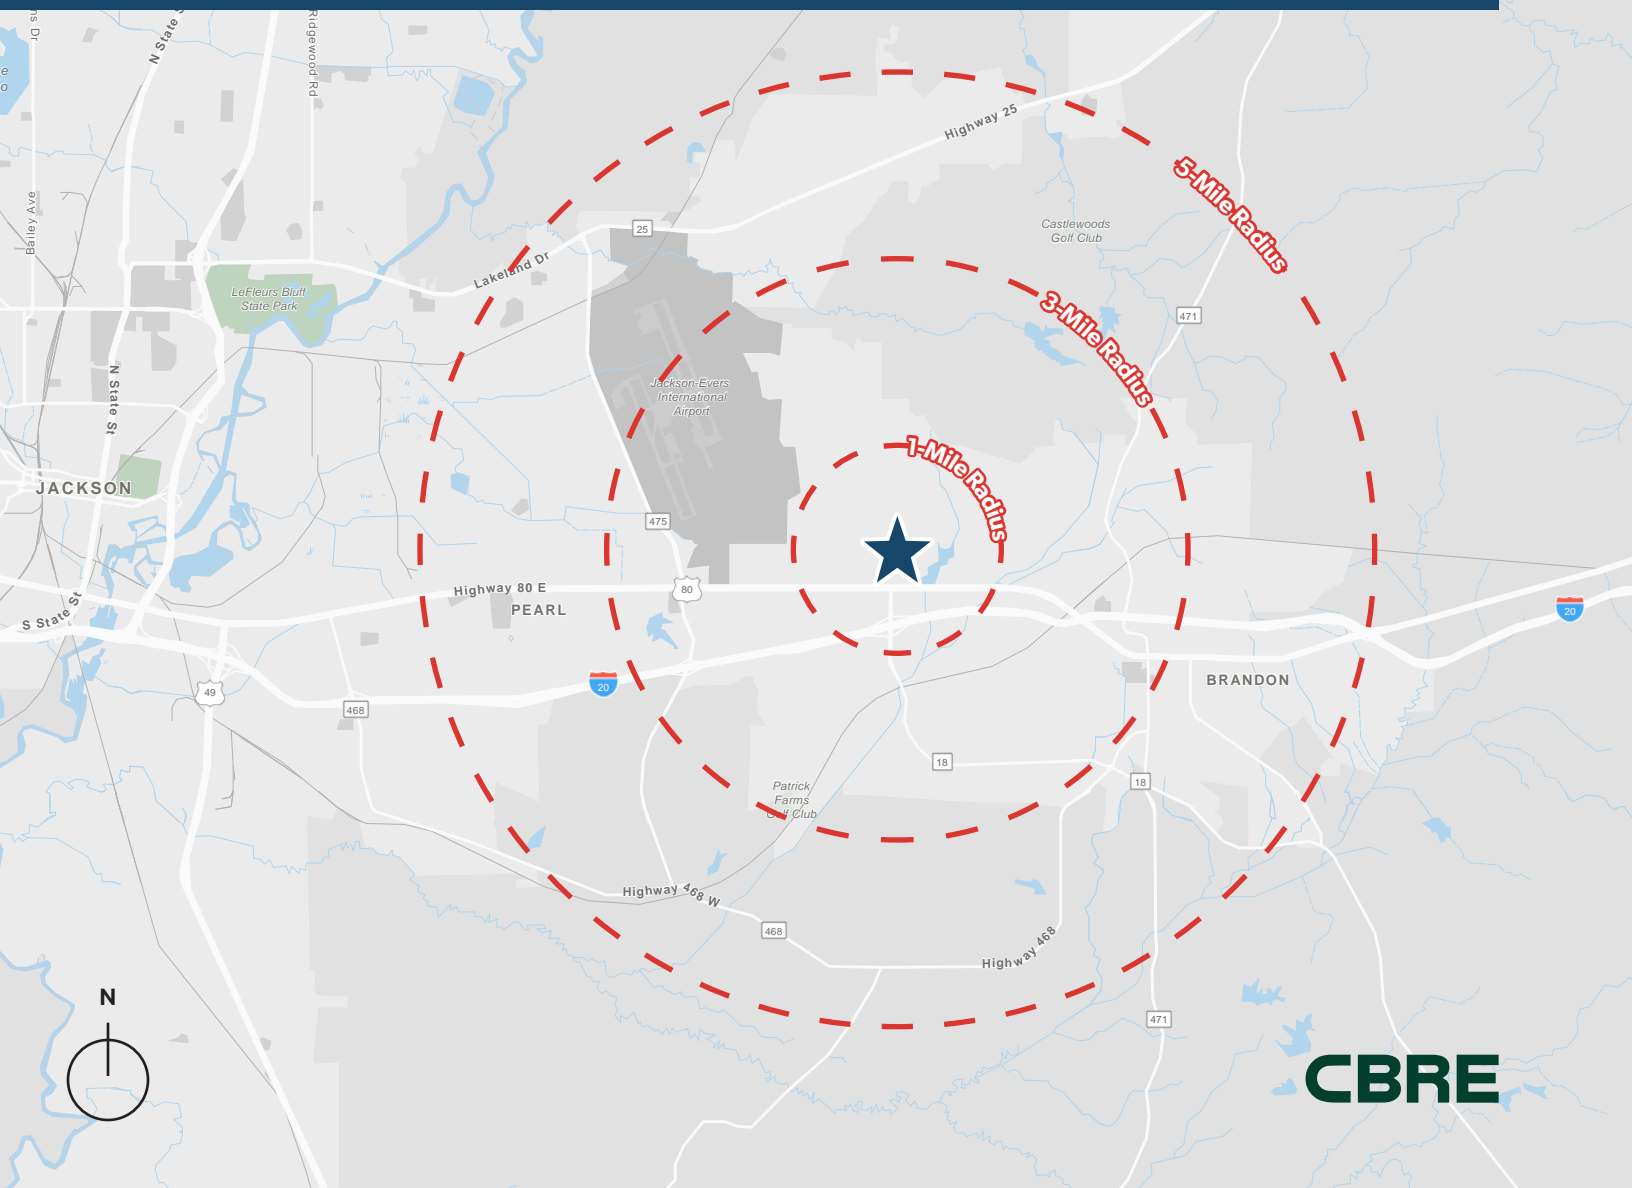 ns Dr
N State S
Ridgewood Rd
e
o
Bailey Ave
Highway 25
5-Mile Radius
Castlewoods
Golf Club
25
Lakeland Dr
LeFleurs Bluff
State Park
3-Mile Radius
471
N State St
Jackson-Evers
International
Airport
1-Mile Radius
JACKSON
475
Highway 80 E
80
PEARL
S State St
20
20
49
468
BRANDON
18
18
Patrick
Farms
Golf Club
Highway 468 W
468
Highway 468
471
N
CBRE